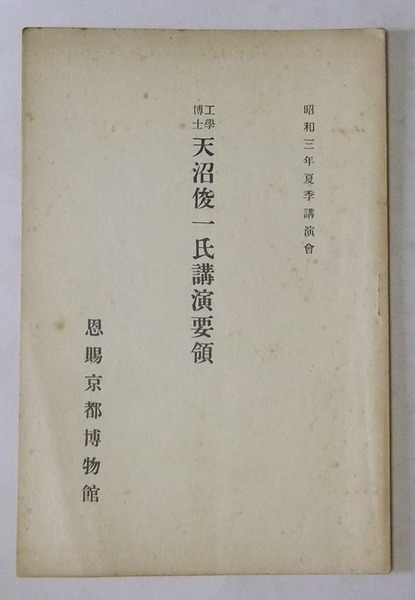 昭和三年夏季講演會
工學博士 天沼俊一氏講演要領
恩賜京都博物館